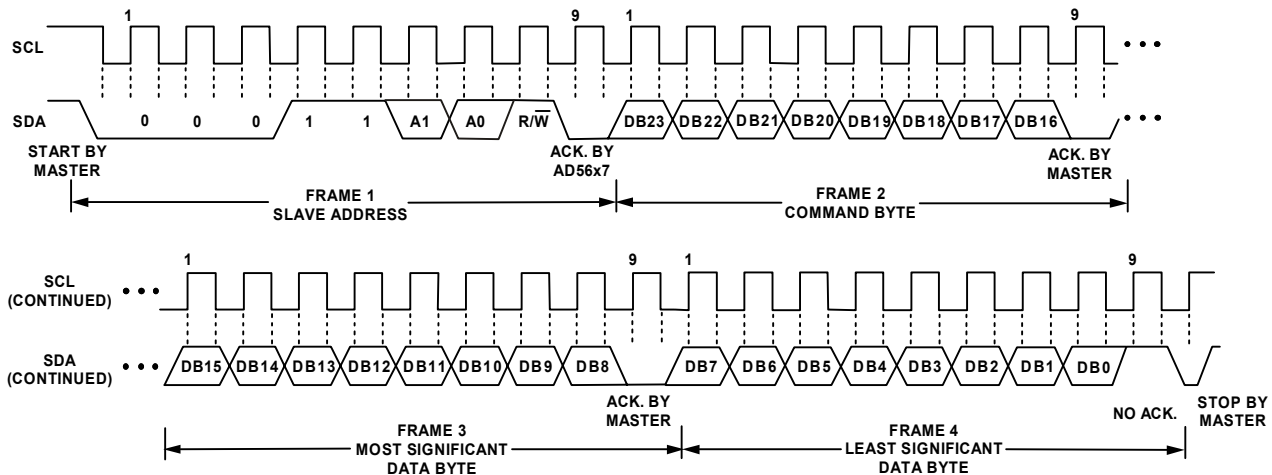 1 9 1 9
SCL
SDA 0 0 0 1 1 A1 A0 R/W̅ DB23 DB22 DB21 DB20 DB19 DB18 DB17 DB16
START BY
MASTER
ACK. BY
AD56x7
ACK. BY
MASTER
FRAME 1
SLAVE ADDRESS
FRAME 2
COMMAND BYTE
1 9 1 9
SCL
(CONTINUED)
SDA
(CONTINUED)
DB15 DB14 DB13 DB12 DB11 DB10 DB9 DB8 DB7 DB6 DB5 DB4 DB3 DB2 DB1 DB0
ACK. BY
MASTER
NO ACK.
STOP BY
MASTER
FRAME 3
MOST SIGNIFICANT
DATA BYTE
FRAME 4
LEAST SIGNIFICANT
DATA BYTE